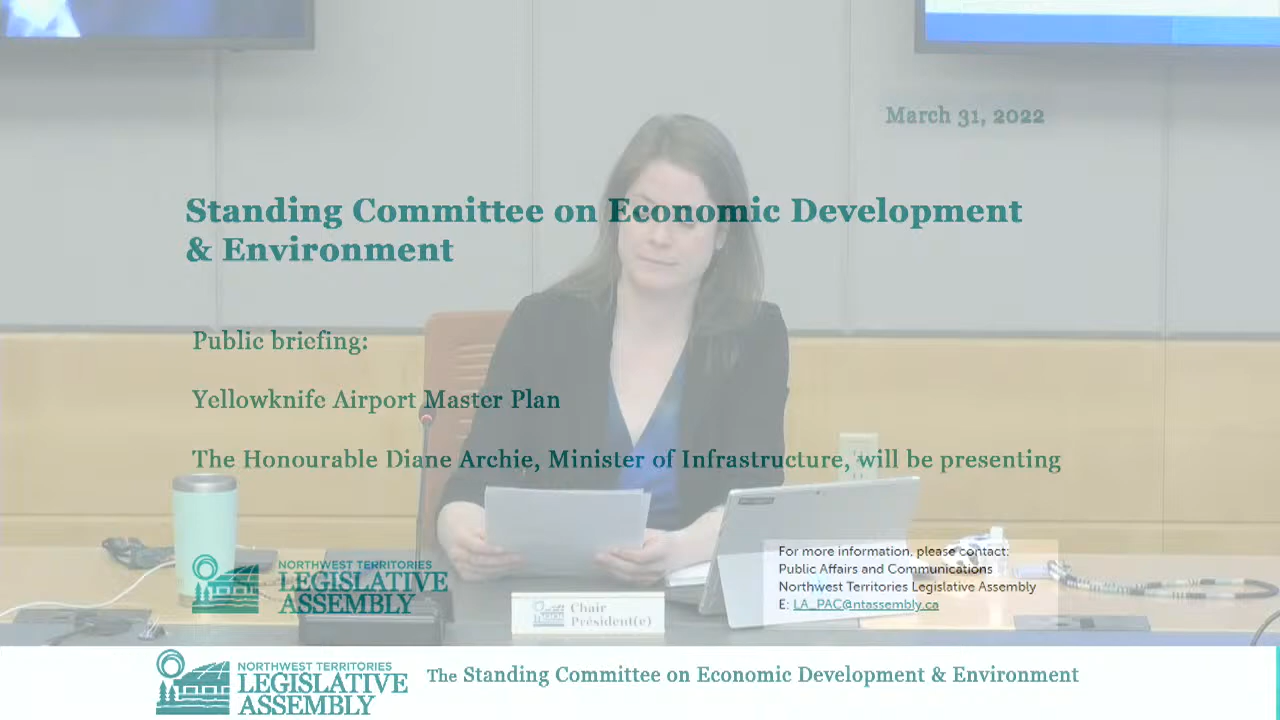 March 31, 2022
Standing Committee on Economic Development
& Environment
Public briefing:
Yellowknife Airport Master Plan
The Honourable Diane Archie, Minister of Infrastructure, will be presenting
NORTHWEST TERRITORIES
LEGISLATIVE
ASSEMBLY
For more information, please contact:
Public Affairs and Communications
Northwest Territories Legislative Assembly
E: LA_PAC@ntassembly.ca
Chair
Président(e)
NORTHWEST TERRITORIES
LEGISLATIVE
ASSEMBLY
The Standing Committee on Economic Development & Environment